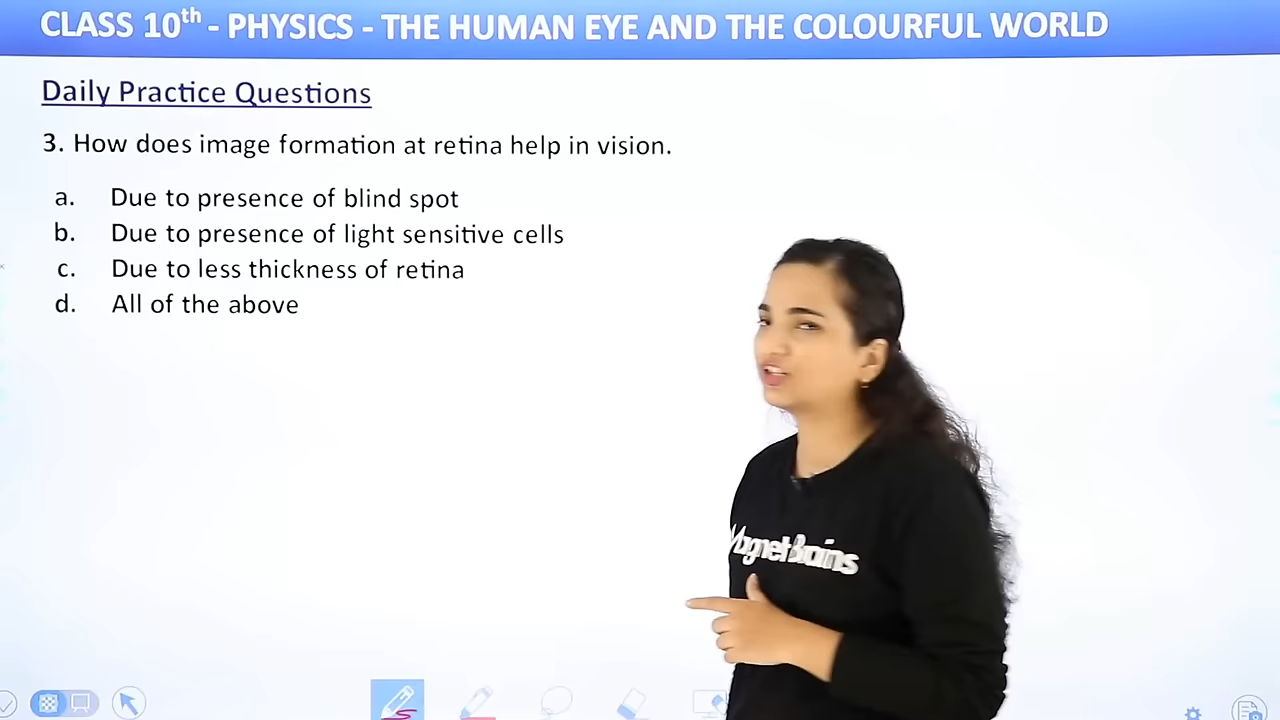 CLASS 10th - PHYSICS - THE HUMAN EYE AND THE COLOURFUL WORLD
Daily Practice Questions
3. How does image formation at retina help in vision.
a. Due to presence of blind spot
b. Due to presence of light sensitive cells
c. Due to less thickness of retina
d. All of the above
MagnetBrains